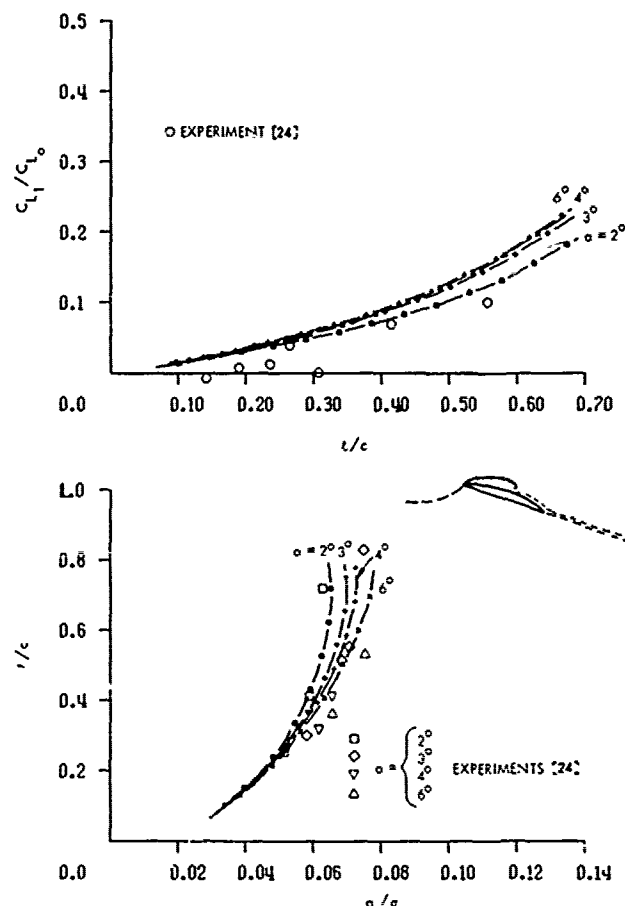 0.5
0.4
0.3
0.2
0.1
C_L1/C_Lo
O EXPERIMENT [24]
6° 4°
3°
α = 2°
0.0 0.10 0.20 0.30 0.40 0.50 0.60 0.70
ℓ/c
1.0
0.8
0.6
0.4
0.2
/c
α = 2° 3° 4°
6°
α = { 2° 3° 4° 6° EXPERIMENTS [24]
0.0 0.02 0.04 0.06 0.08 0.10 0.12 0.14